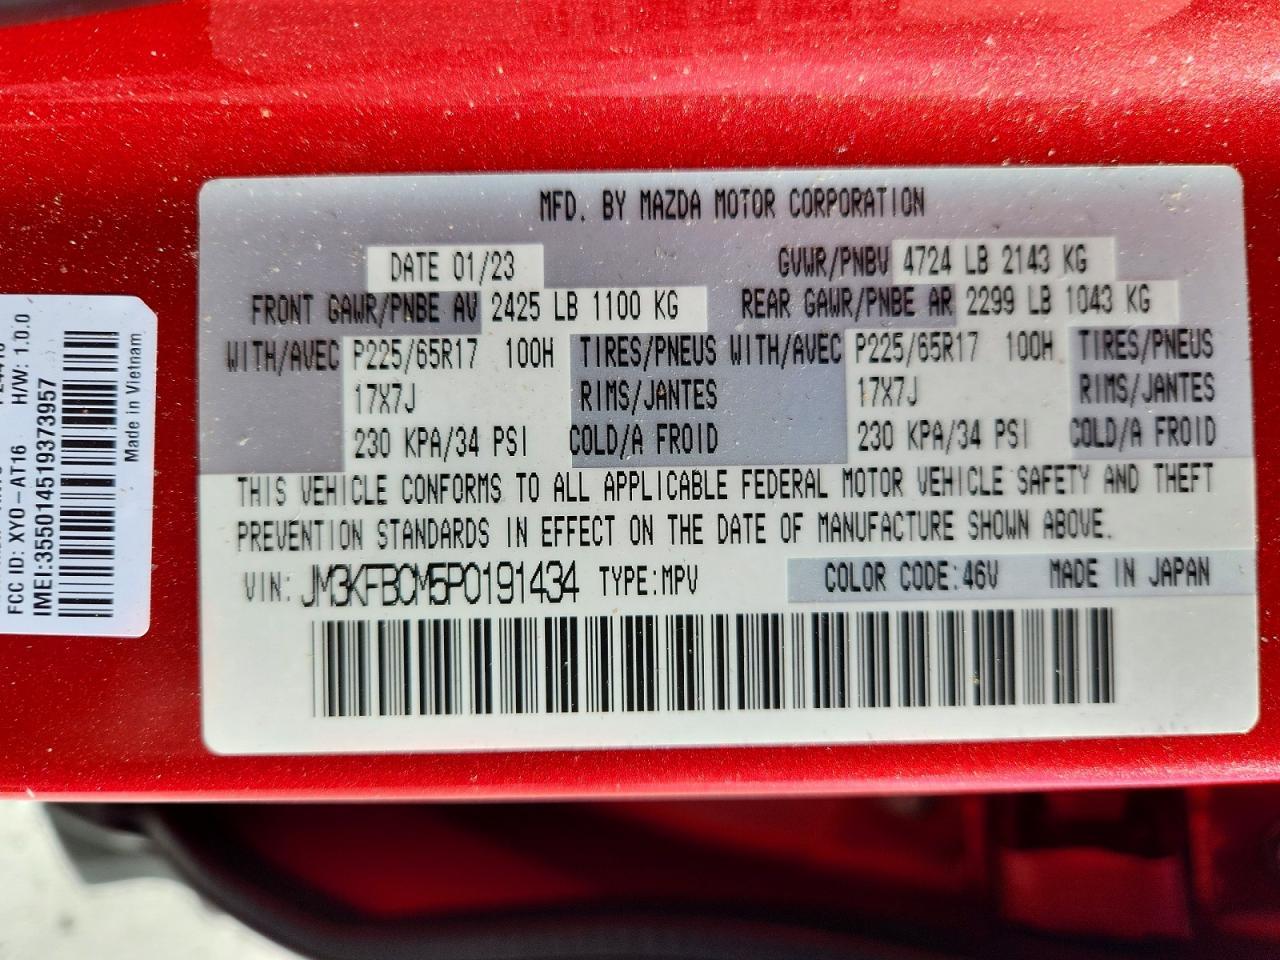 MFD. BY MAZDA MOTOR CORPORATION
DATE 01/23 GVWR/PNBV 4724 LB 2143 KG
FRONT GAWR/PNBE AV 2425 LB 1100 KG REAR GAWR/PNBE AR 2299 LB 1043 KG
WITH/AVEC P225/65R17 100H TIRES/PNEUS WITH/AVEC P225/65R17 100H TIRES/PNEUS
17X7J RIMS/JANTES 17X7J RIMS/JANTES
230 KPA/34 PSI COLD/A FROID 230 KPA/34 PSI COLD/A FROID
THIS VEHICLE CONFORMS TO ALL APPLICABLE FEDERAL MOTOR VEHICLE SAFETY AND THEFT
PREVENTION STANDARDS IN EFFECT ON THE DATE OF MANUFACTURE SHOWN ABOVE.
VIN: JM3KFBCM5P0191434 TYPE:MPV COLOR CODE:46V MADE IN JAPAN
H/W: 1.0.0
FCC ID: XY0-AT16
IMEI:355014519373957
Made in Vietnam